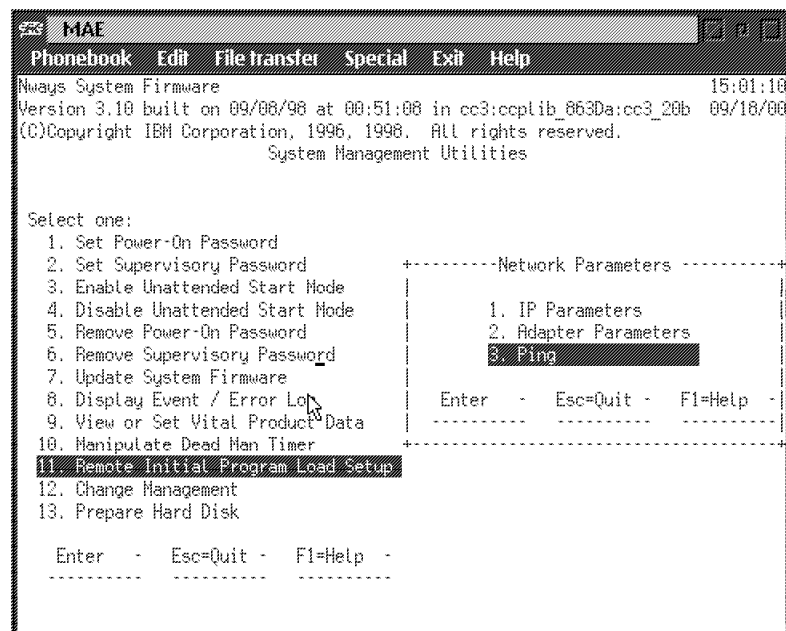 MAE
Phonebook Edit File transfer Special Exit Help
Nways System Firmware 15:01:10
Version 3.10 built on 09/08/98 at 00:51:08 in cc3:ccplib_863Da:cc3_20b 09/18/00
(C)Copyright IBM Corporation, 1996, 1998. All rights reserved.
System Management Utilities
Select one:
1. Set Power-On Password
2. Set Supervisory Password
3. Enable Unattended Start Mode
4. Disable Unattended Start Mode
5. Remove Power-On Password
6. Remove Supervisory Password
7. Update System Firmware
8. Display Event / Error Log
9. View or Set Vital Product Data
10. Manipulate Dead Man Timer
11. Remote Initial Program Load Setup
12. Change Management
13. Prepare Hard Disk
Enter - Esc=Quit - F1=Help -
Network Parameters
1. IP Parameters
2. Adapter Parameters
3. Ping
Enter - Esc=Quit - F1=Help -